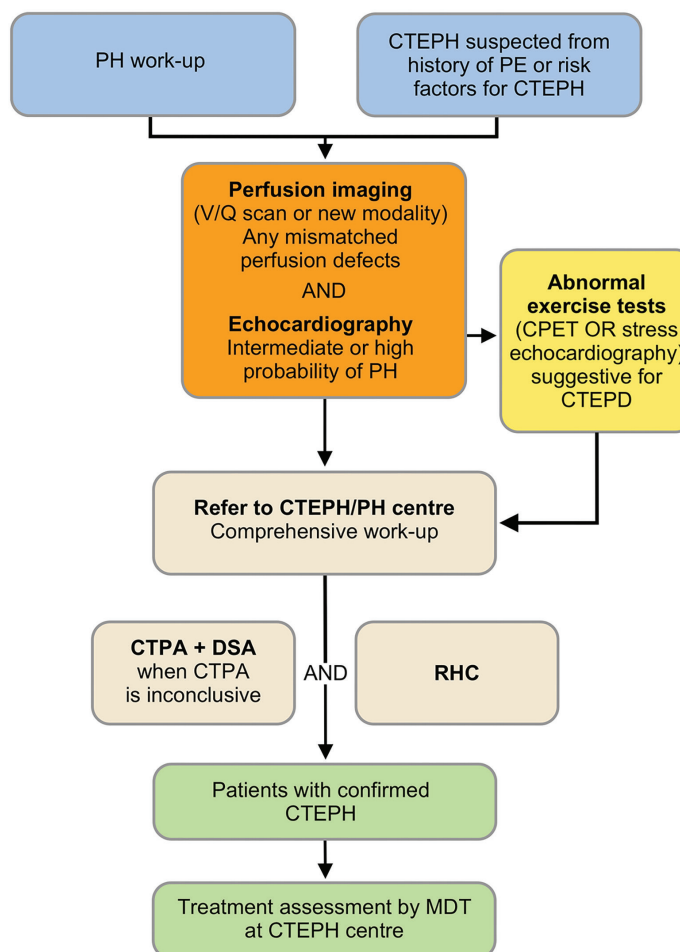 PH work-up
CTEPH suspected from
history of PE or risk
factors for CTEPH
Perfusion imaging
(V/Q scan or new modality)
Any mismatched
perfusion defects
AND
Echocardiography
Intermediate or high
probability of PH
Abnormal
exercise tests
(CPET OR stress
echocardiography)
suggestive for
CTEPD
Refer to CTEPH/PH centre
Comprehensive work-up
CTPA + DSA
when CTPA
is inconclusive
AND
RHC
Patients with confirmed
CTEPH
Treatment assessment by MDT
at CTEPH centre